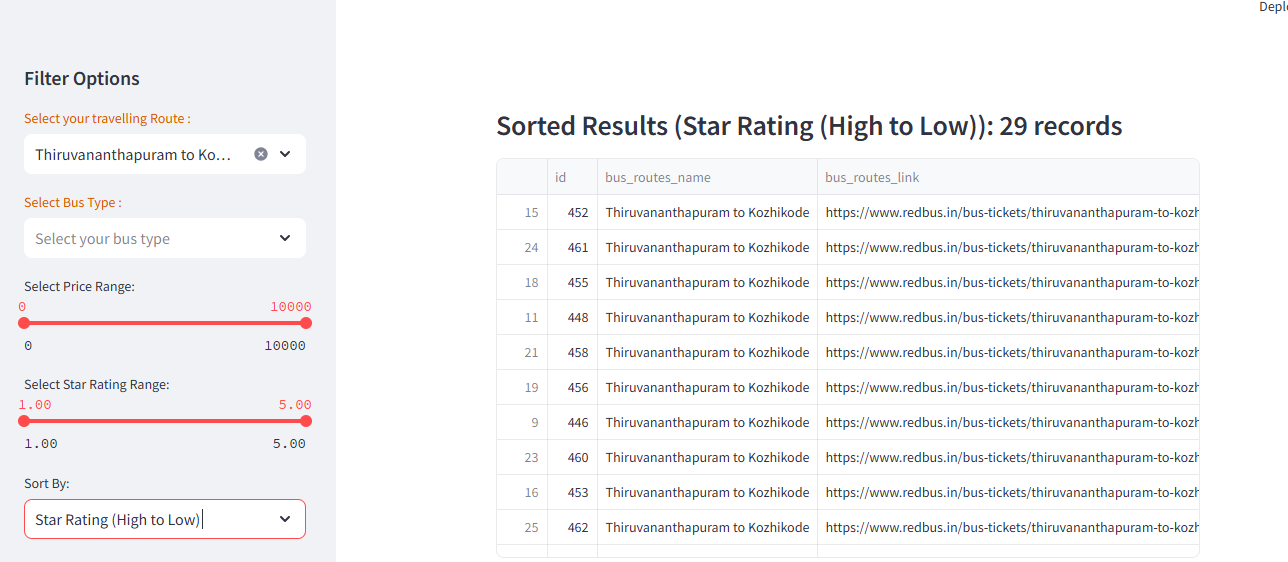 Deplo
Filter Options
Select your travelling Route :
Thiruvananthapuram to Ko...
Select Bus Type :
Select your bus type
Select Price Range:
0 10000
0 10000
Select Star Rating Range:
1.00 5.00
1.00 5.00
Sort By:
Star Rating (High to Low)
Sorted Results (Star Rating (High to Low)): 29 records
id bus_routes_name bus_routes_link
15 452 Thiruvananthapuram to Kozhikode https://www.redbus.in/bus-tickets/thiruvananthapuram-to-kozh
24 461 Thiruvananthapuram to Kozhikode https://www.redbus.in/bus-tickets/thiruvananthapuram-to-kozh
18 455 Thiruvananthapuram to Kozhikode https://www.redbus.in/bus-tickets/thiruvananthapuram-to-kozh
11 448 Thiruvananthapuram to Kozhikode https://www.redbus.in/bus-tickets/thiruvananthapuram-to-kozh
21 458 Thiruvananthapuram to Kozhikode https://www.redbus.in/bus-tickets/thiruvananthapuram-to-kozh
19 456 Thiruvananthapuram to Kozhikode https://www.redbus.in/bus-tickets/thiruvananthapuram-to-kozh
9 446 Thiruvananthapuram to Kozhikode https://www.redbus.in/bus-tickets/thiruvananthapuram-to-kozh
23 460 Thiruvananthapuram to Kozhikode https://www.redbus.in/bus-tickets/thiruvananthapuram-to-kozh
16 453 Thiruvananthapuram to Kozhikode https://www.redbus.in/bus-tickets/thiruvananthapuram-to-kozh
25 462 Thiruvananthapuram to Kozhikode https://www.redbus.in/bus-tickets/thiruvananthapuram-to-kozh